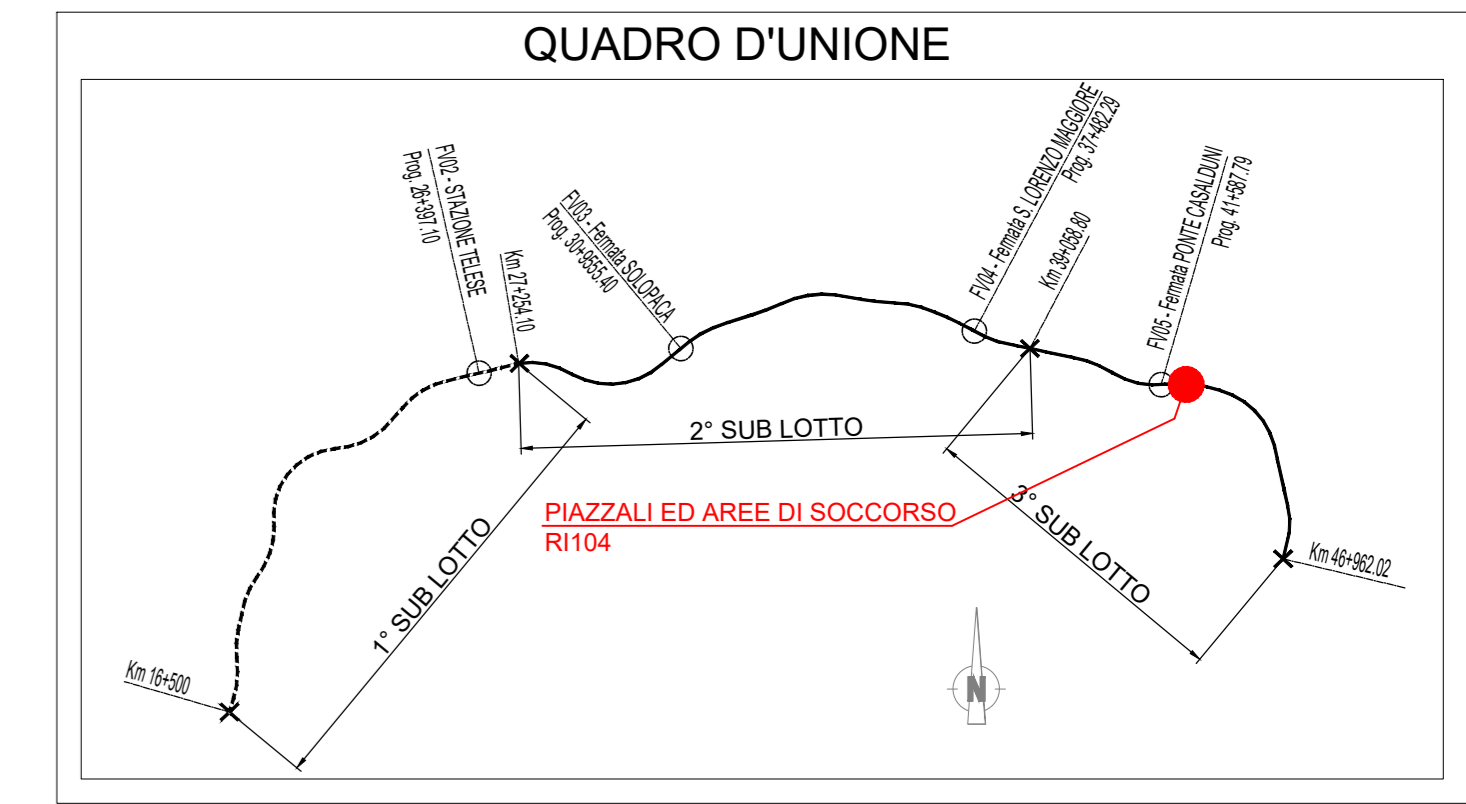 QUADRO D'UNIONE
FV02 - STAZIONE TELESE
Prog. 26+397.10
Km 27+254.10
FV03 - Fermata SOLOPACA
Prog. 30+9555.40
FV04 - Fermata S. LORENZO MAGGIORE
Prog. 37+482.29
Km 39+058.80
FV05 - Fermata PONTE CASALDUNI
Prog. 41+587.79
2° SUB LOTTO
PIAZZALI ED AREE DI SOCCORSO
RI104
1° SUB LOTTO
3° SUB LOTTO
Km 46+962.02
Km 16+500
N